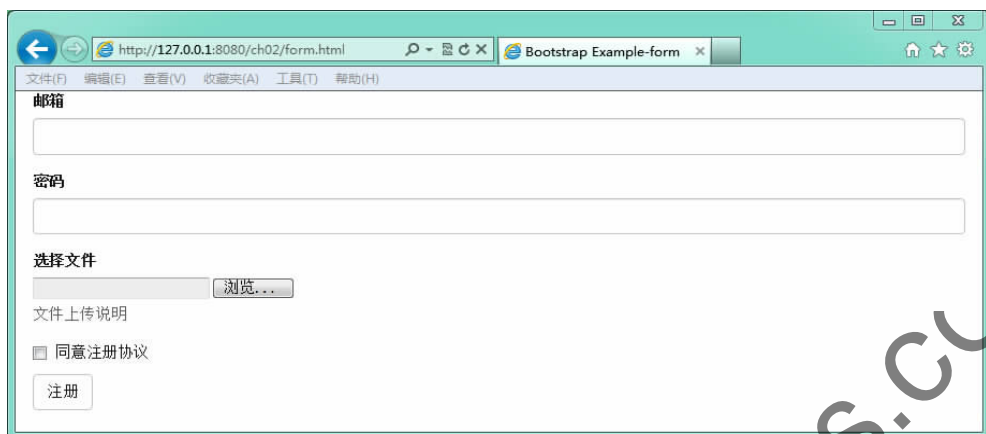 http://127.0.0.1:8080/ch02/form.html
Bootstrap Example-form
文件(F) 编辑(E) 查看(V) 收藏夹(A) 工具(T) 帮助(H)
邮箱
密码
选择文件
浏览...
文件上传说明
同意注册协议
注册
s.co